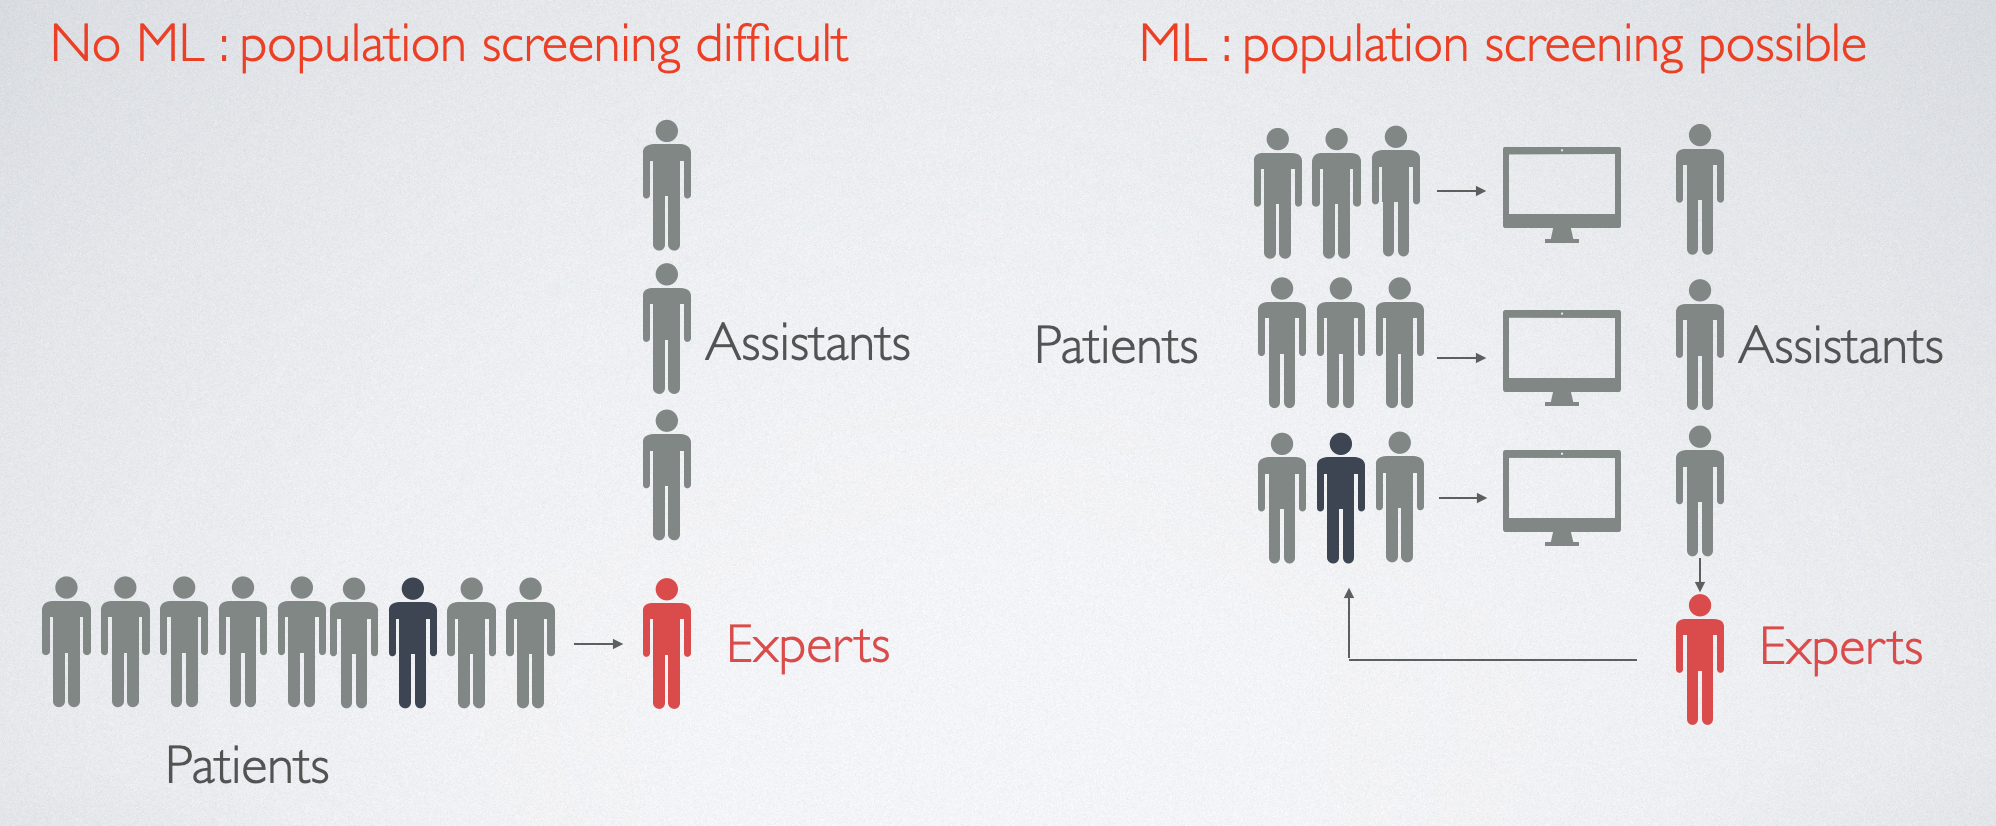 No ML : population screening difficult
Assistants
Experts
Patients
ML : population screening possible
Patients
Assistants
Experts